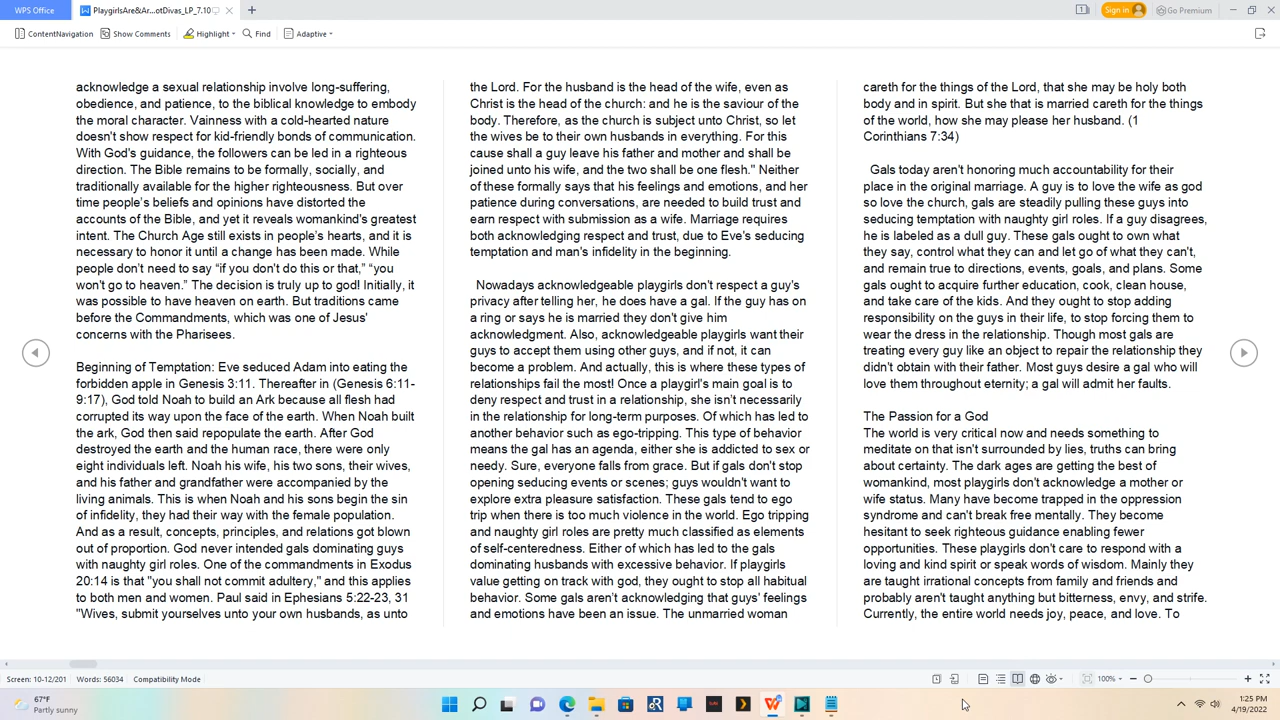 WPS Office
PlaygirlsAre&Ar...otDivas_LP_7.10
Sign in
Go Premium
ContentNavigation
Show Comments
Highlight
Find
Adaptive
acknowledge a sexual relationship involve long-suffering,
obedience, and patience, to the biblical knowledge to embody
the moral character. Vainness with a cold-hearted nature
doesn't show respect for kid-friendly bonds of communication.
With God's guidance, the followers can be led in a righteous
direction. The Bible remains to be formally, socially, and
traditionally available for the higher righteousness. But over
time people's beliefs and opinions have distorted the
accounts of the Bible, and yet it reveals womankind's greatest
intent. The Church Age still exists in people's hearts, and it is
necessary to honor it until a change has been made. While
people don't need to say “if you don't do this or that,” “you
won't go to heaven.” The decision is truly up to god! Initially, it
was possible to have heaven on earth. But traditions came
before the Commandments, which was one of Jesus'
concerns with the Pharisees.
Beginning of Temptation: Eve seduced Adam into eating the
forbidden apple in Genesis 3:11. Thereafter in (Genesis 6:11-
9:17), God told Noah to build an Ark because all flesh had
corrupted its way upon the face of the earth. When Noah built
the ark, God then said repopulate the earth. After God
destroyed the earth and the human race, there were only
eight individuals left. Noah his wife, his two sons, their wives,
and his father and grandfather were accompanied by the
living animals. This is when Noah and his sons begin the sin
of infidelity, they had their way with the female population.
And as a result, concepts, principles, and relations got blown
out of proportion. God never intended gals dominating guys
with naughty girl roles. One of the commandments in Exodus
20:14 is that "you shall not commit adultery," and this applies
to both men and women. Paul said in Ephesians 5:22-23, 31
"Wives, submit yourselves unto your own husbands, as unto
the Lord. For the husband is the head of the wife, even as
Christ is the head of the church: and he is the saviour of the
body. Therefore, as the church is subject unto Christ, so let
the wives be to their own husbands in everything. For this
cause shall a guy leave his father and mother and shall be
joined unto his wife, and the two shall be one flesh." Neither
of these formally says that his feelings and emotions, and her
patience during conversations, are needed to build trust and
earn respect with submission as a wife. Marriage requires
both acknowledging respect and trust, due to Eve's seducing
temptation and man's infidelity in the beginning.
Nowadays acknowledgeable playgirls don't respect a guy's
privacy after telling her, he does have a gal. If the guy has on
a ring or says he is married they don't give him
acknowledgment. Also, acknowledgeable playgirls want their
guys to accept them using other guys, and if not, it can
become a problem. And actually, this is where these types of
relationships fail the most! Once a playgirl's main goal is to
deny respect and trust in a relationship, she isn't necessarily
in the relationship for long-term purposes. Of which has led to
another behavior such as ego-tripping. This type of behavior
means the gal has an agenda, either she is addicted to sex or
needy. Sure, everyone falls from grace. But if gals don't stop
opening seducing events or scenes; guys wouldn't want to
explore extra pleasure satisfaction. These gals tend to ego
trip when there is too much violence in the world. Ego tripping
and naughty girl roles are pretty much classified as elements
of self-centeredness. Either of which has led to the gals
dominating husbands with excessive behavior. If playgirls
value getting on track with god, they ought to stop all habitual
behavior. Some gals aren't acknowledging that guys' feelings
and emotions have been an issue. The unmarried woman
careth for the things of the Lord, that she may be holy both
body and in spirit. But she that is married careth for the things
of the world, how she may please her husband. (1
Corinthians 7:34)
Gals today aren't honoring much accountability for their
place in the original marriage. A guy is to love the wife as god
so love the church, gals are steadily pulling these guys into
seducing temptation with naughty girl roles. If a guy disagrees,
he is labeled as a dull guy. These gals ought to own what
they say, control what they can and let go of what they can't,
and remain true to directions, events, goals, and plans. Some
gals ought to acquire further education, cook, clean house,
and take care of the kids. And they ought to stop adding
responsibility on the guys in their life, to stop forcing them to
wear the dress in the relationship. Though most gals are
treating every guy like an object to repair the relationship they
didn't obtain with their father. Most guys desire a gal who will
love them throughout eternity; a gal will admit her faults.
The Passion for a God
The world is very critical now and needs something to
meditate on that isn't surrounded by lies, truths can bring
about certainty. The dark ages are getting the best of
womankind, most playgirls don't acknowledge a mother or
wife status. Many have become trapped in the oppression
syndrome and can't break free mentally. They become
hesitant to seek righteous guidance enabling fewer
opportunities. These playgirls don't care to respond with a
loving and kind spirit or speak words of wisdom. Mainly they
are taught irrational concepts from family and friends and
probably aren't taught anything but bitterness, envy, and strife.
Currently, the entire world needs joy, peace, and love. To
Screen: 10-12/201
Words: 56034
Compatibility Mode
100%
67°F
Partly sunny
1:25 PM
4/19/2022